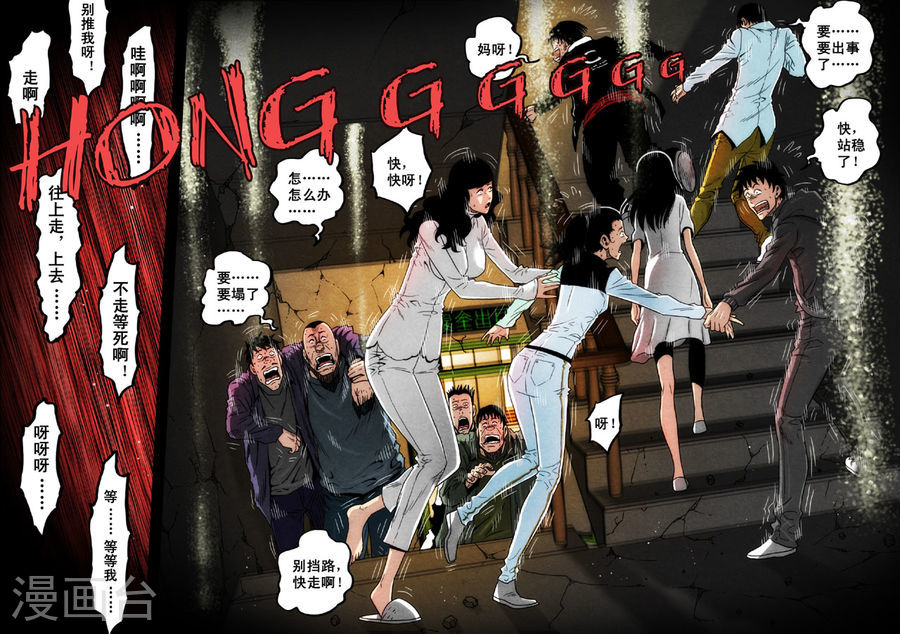 别推
我呀！
走啊
……
哇啊啊啊啊……
往上走，上去……
不走等死啊！
呀呀呀……
等……等等我……
HONG G G G G G
妈呀！
要……
要出事
了……
快，稳
站了！
快，
快呀！
怎……
怎么办
……
要……
要塌了
……
呀！
别挡路，
快走啊！
漫画台